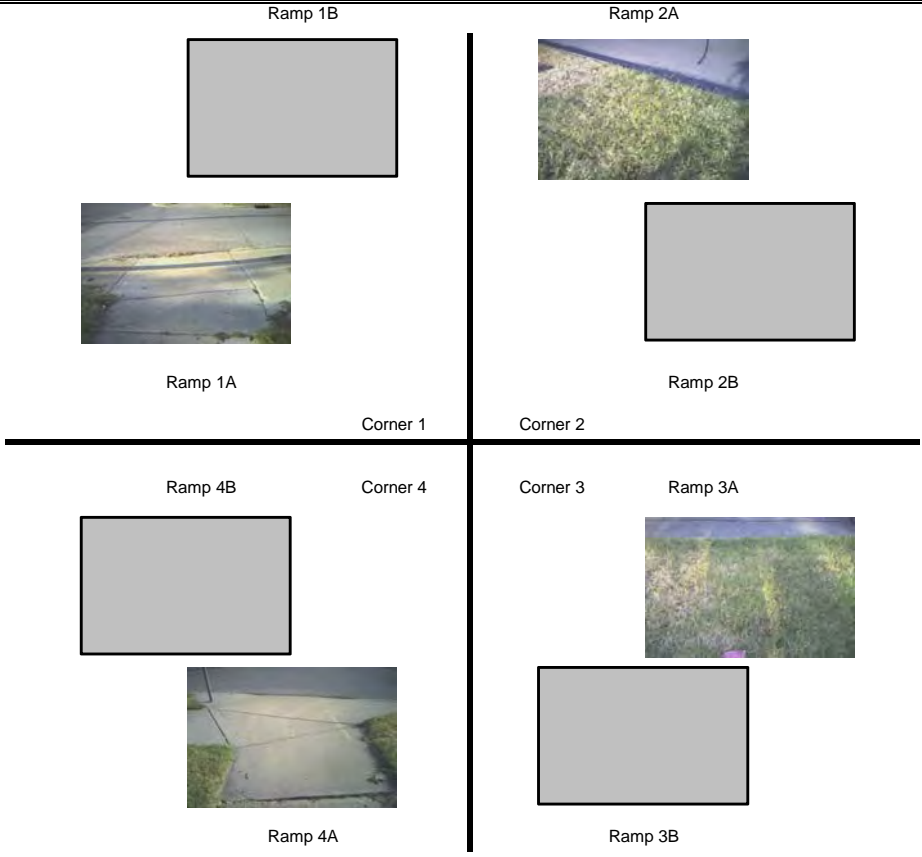 Ramp 1B
Ramp 2A
Ramp 1A
Ramp 2B
Corner 1
Corner 2
Ramp 4B
Corner 4
Corner 3
Ramp 3A
Ramp 4A
Ramp 3B